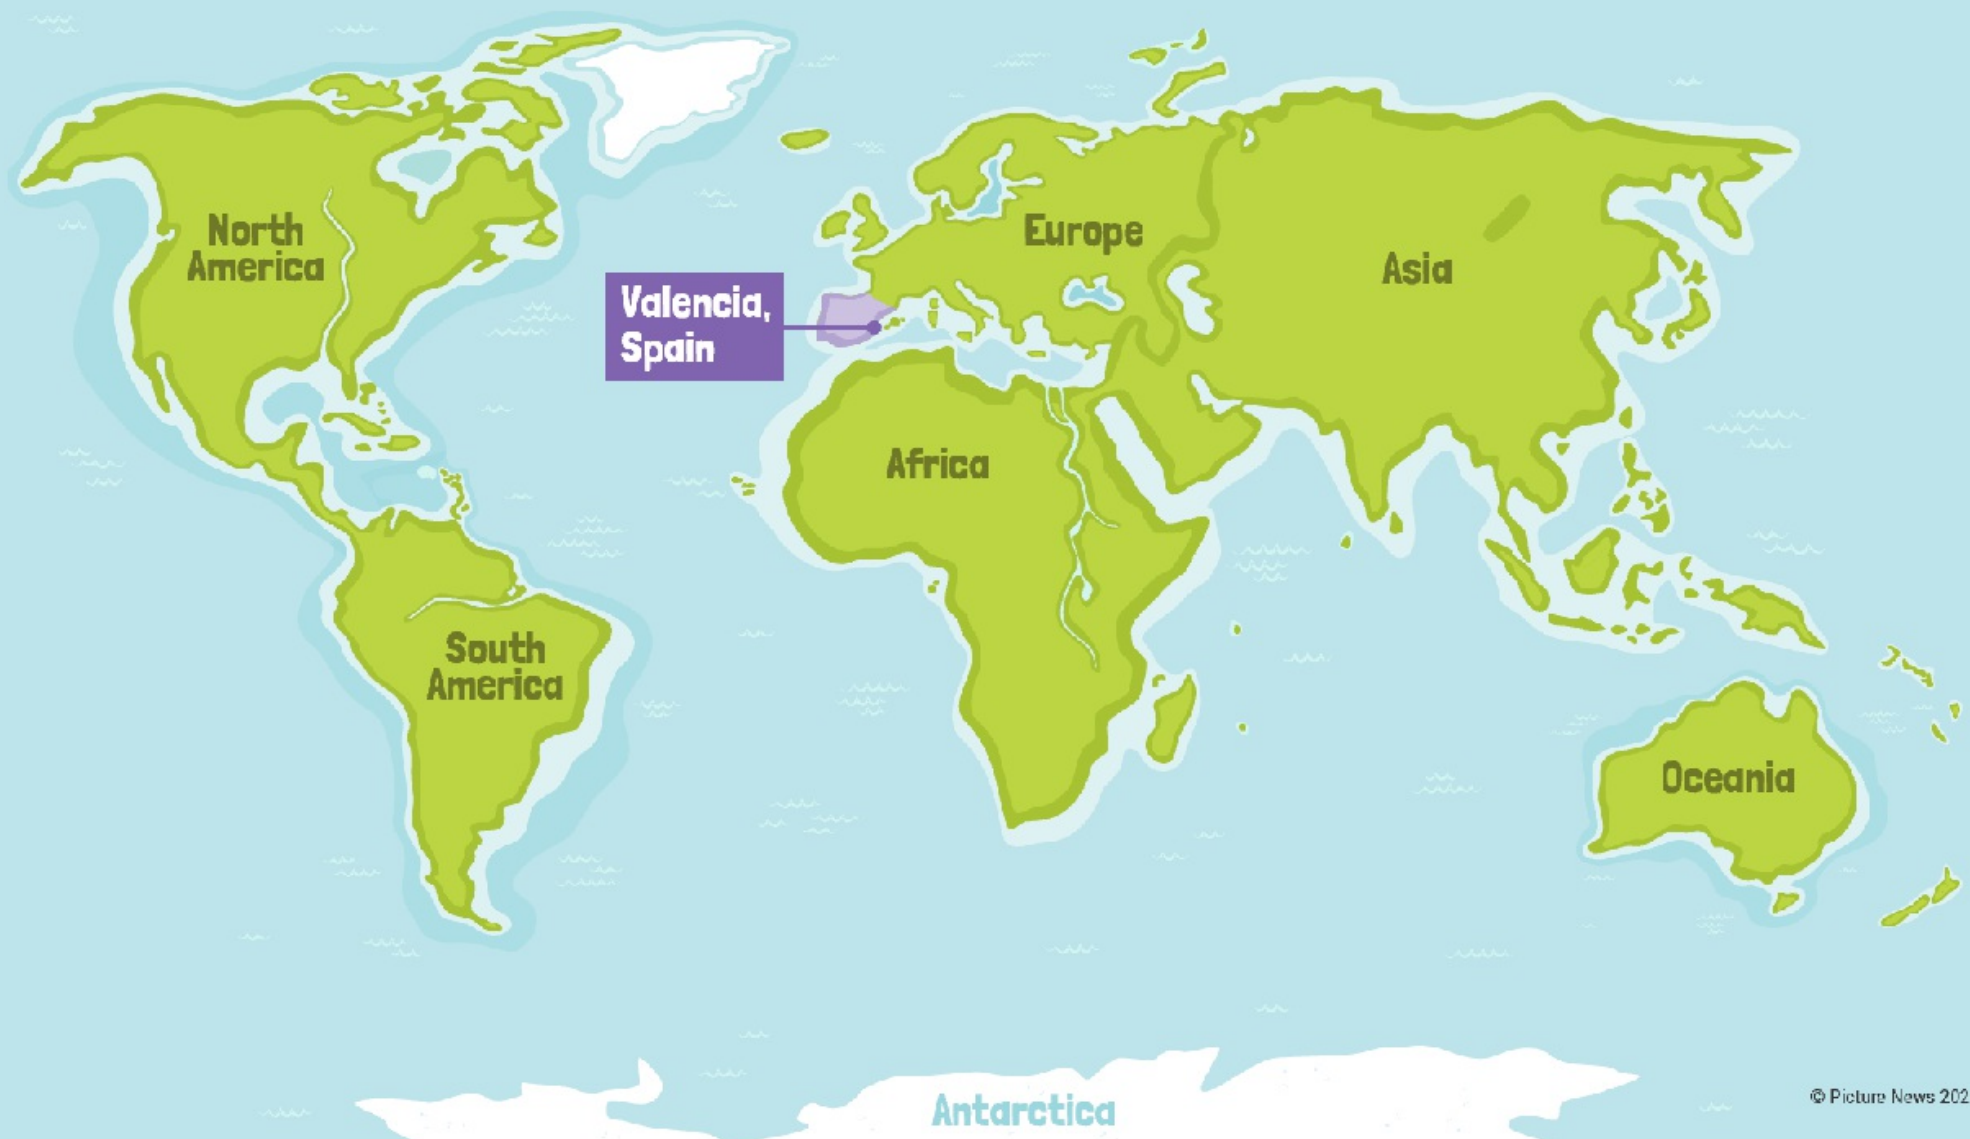 North
America
Europe
Asia
Valencia,
Spain
Africa
South
America
Oceania
© Picture News 202
Antarctica